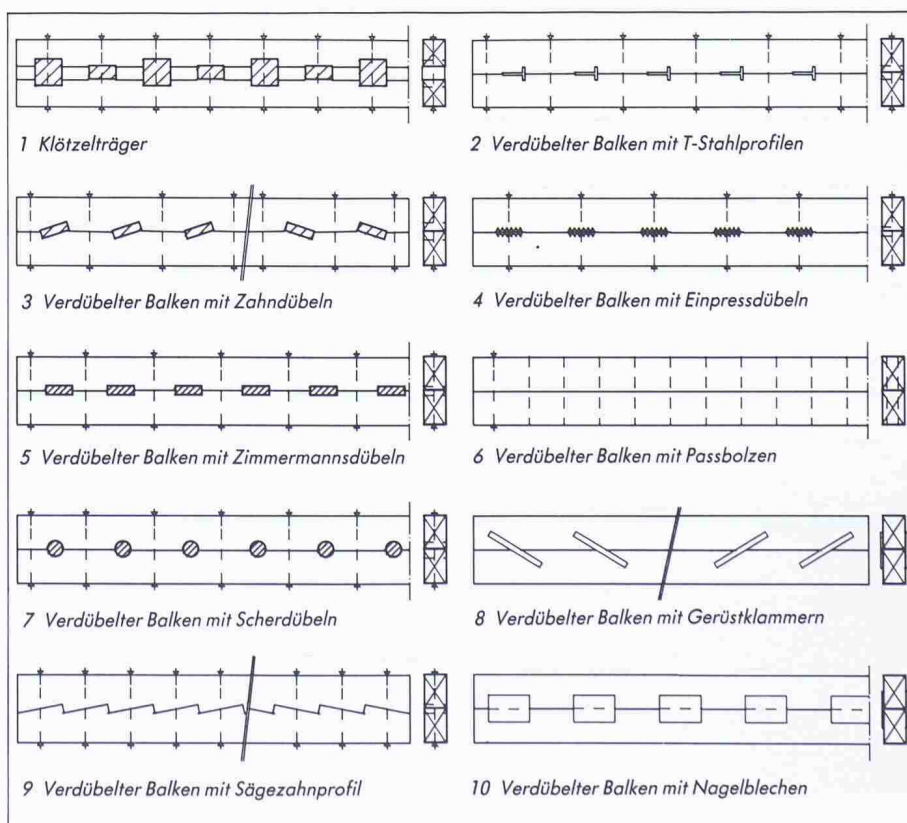 1 Klötzelträger
2 Verdübelter Balken mit T-Stahlprofilen
3 Verdübelter Balken mit Zahndübeln
4 Verdübelter Balken mit Einpressdübeln
5 Verdübelter Balken mit Zimmermannsdübeln
6 Verdübelter Balken mit Passbolzen
7 Verdübelter Balken mit Scherdübeln
8 Verdübelter Balken mit Gerüstklammern
9 Verdübelter Balken mit Sägezahnprofil
10 Verdübelter Balken mit Nagelblechen